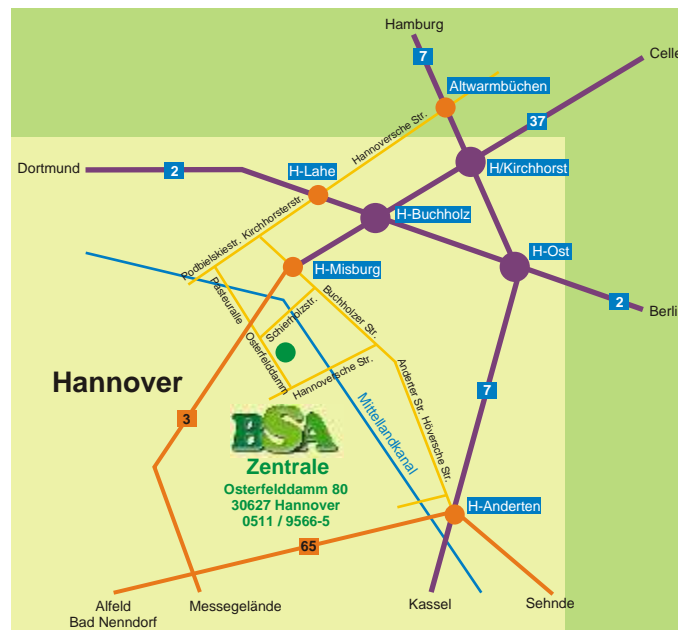 Hamburg
7
Celle
Altwarmbüchen
37
Hannoversche Str.
Dortmund
2
H-Lahe
H/Kirchhorst
Kirchhorsterstr.
H-Buchholz
Rodbielskiestr.
H-Ost
H-Misburg
Pasteuralle
Buchholzer Str.
2
Berli
Schierholzstr.
Osterfelddamm
Hannoversche Str.
Anderter Str.
Hannover
7
3
Mittellandkanal
Höversche Str.
BSA
Zentrale
Osterfelddamm 80
30627 Hannover
0511 / 9566-5
H-Anderten
65
Alfeld
Bad Nenndorf
Messegelände
Kassel
Sehnde